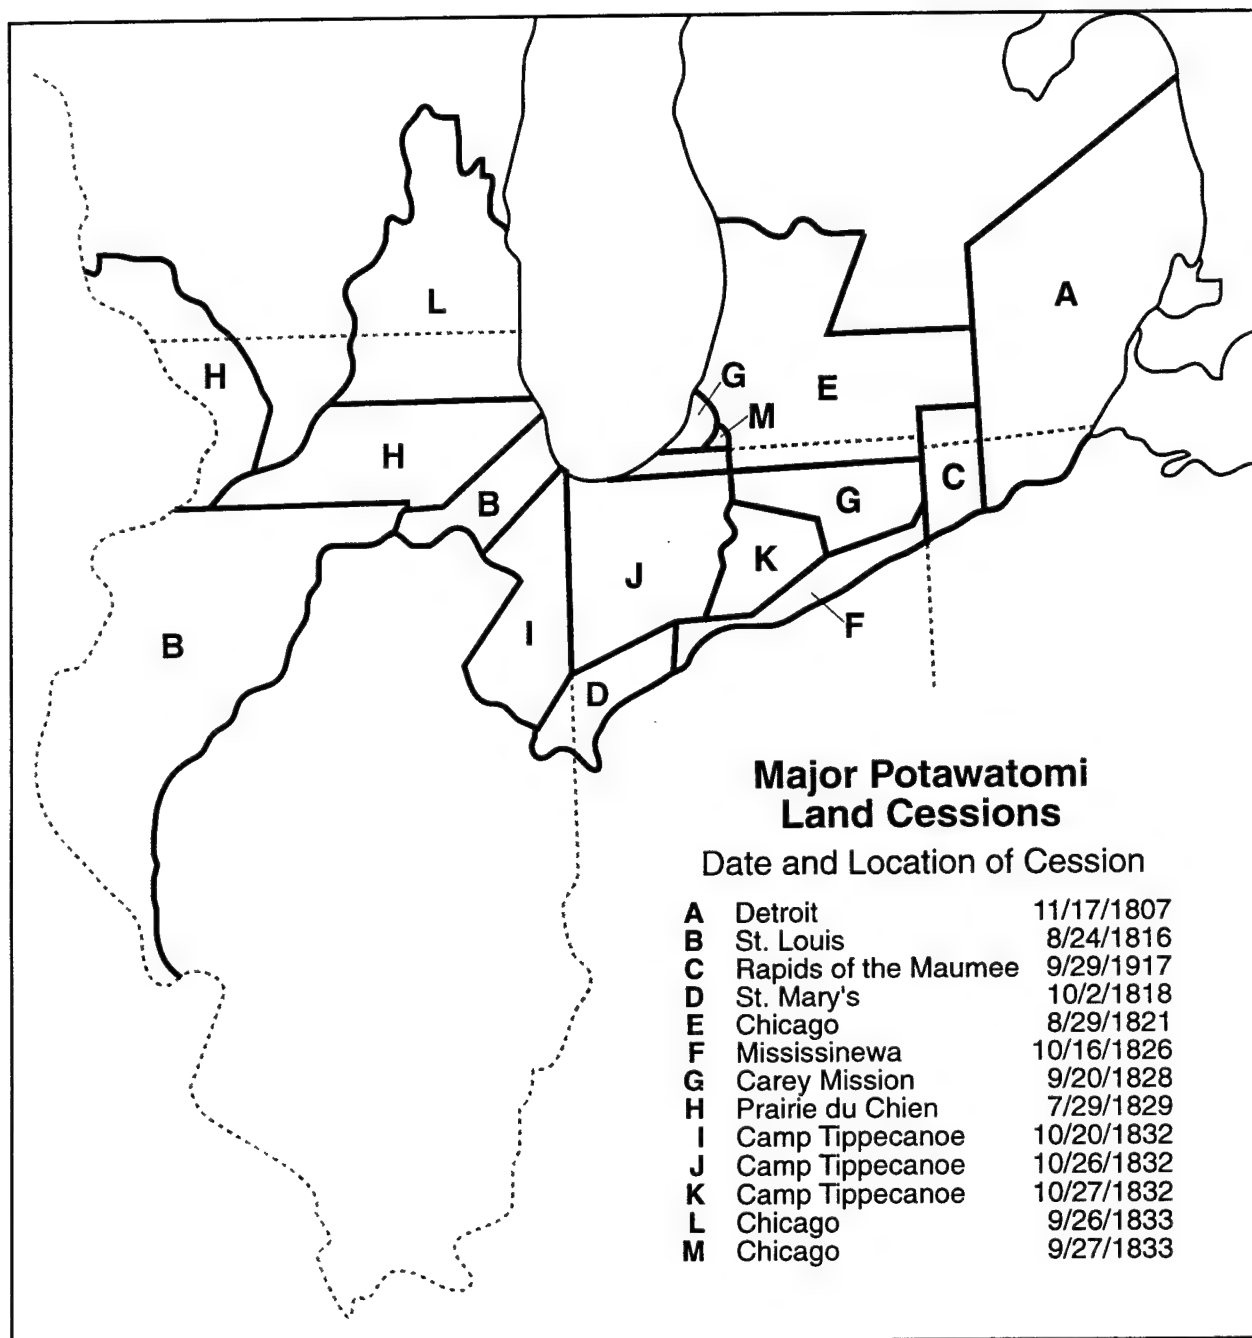 A
L
H
G
M
E
H
B
G
C
J
K
I
F
B
D
Major Potawatomi
Land Cessions
Date and Location of Cession
A Detroit 11/17/1807
B St. Louis 8/24/1816
C Rapids of the Maumee 9/29/1917
D St. Mary's 10/2/1818
E Chicago 8/29/1821
F Mississinewa 10/16/1826
G Carey Mission 9/20/1828
H Prairie du Chien 7/29/1829
I Camp Tippecanoe 10/20/1832
J Camp Tippecanoe 10/26/1832
K Camp Tippecanoe 10/27/1832
L Chicago 9/26/1833
M Chicago 9/27/1833